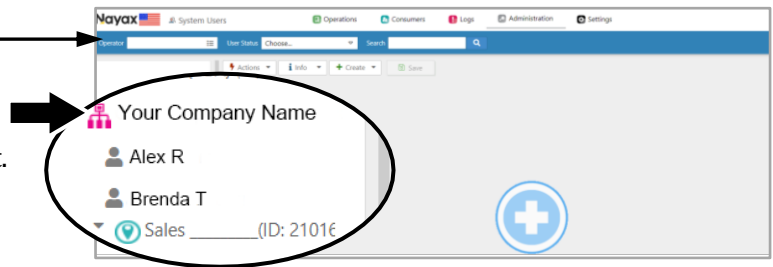 Nayax System Users Operations Consumers Logs Administration Settings
Operator User Status Choose... Search
Actions Info Create Save
Your Company Name
Alex R
t.
Brenda T
Sales ________(ID: 21016